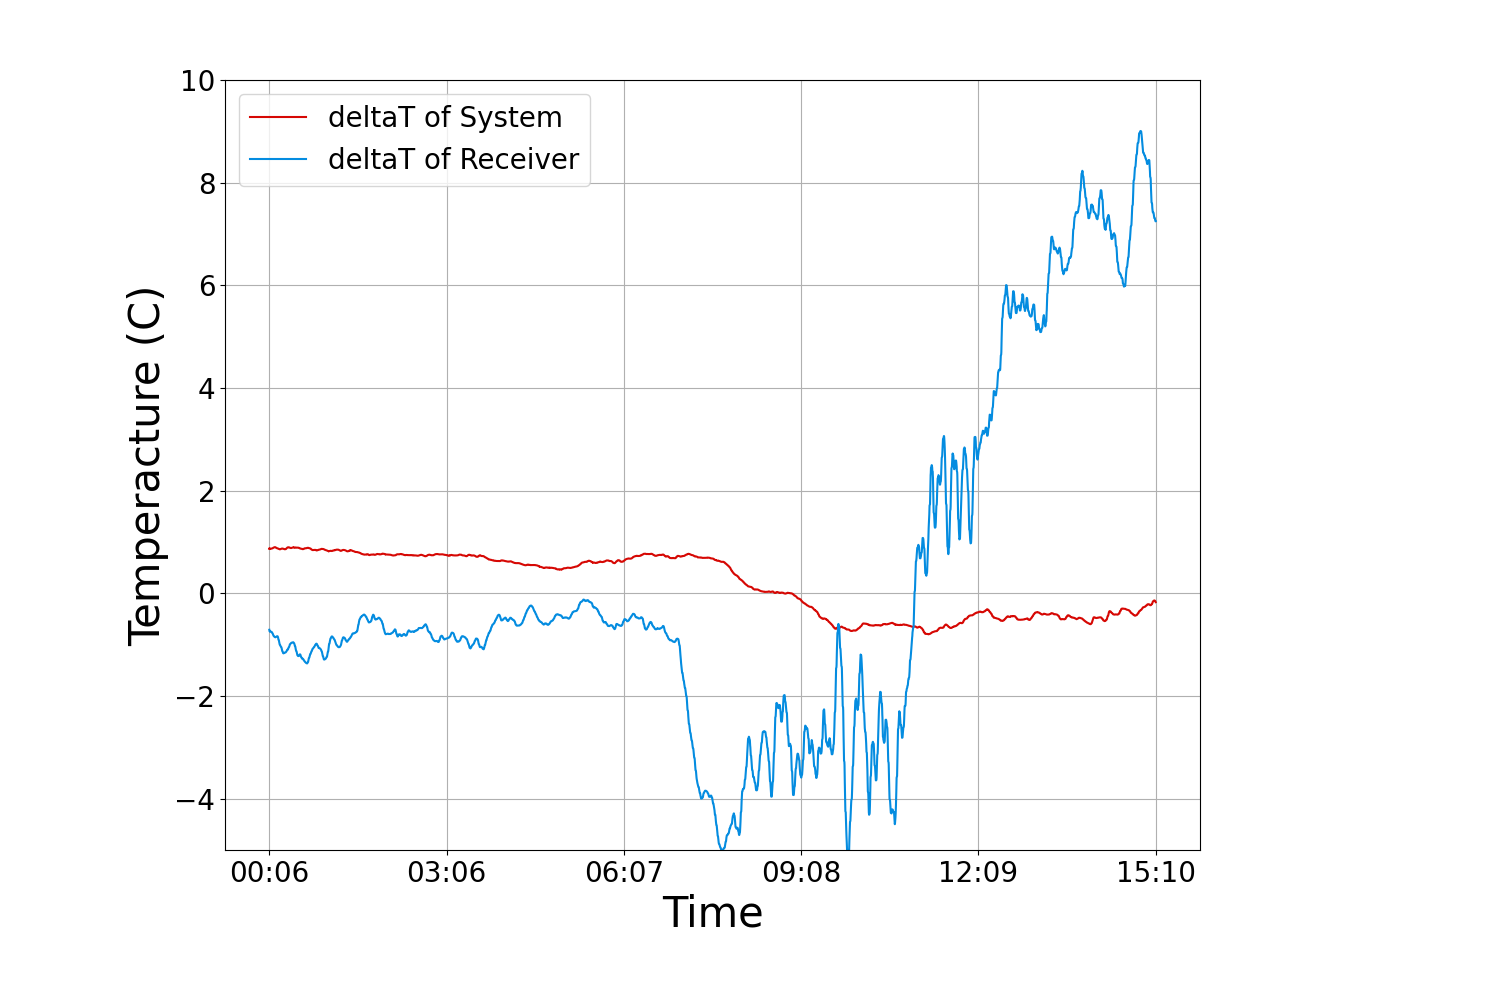 10
8
6
4
2
0
−2
−4
deltaT of System
deltaT of Receiver
Temperacture (C)
00:06 03:06 06:07 09:08 12:09 15:10
Time